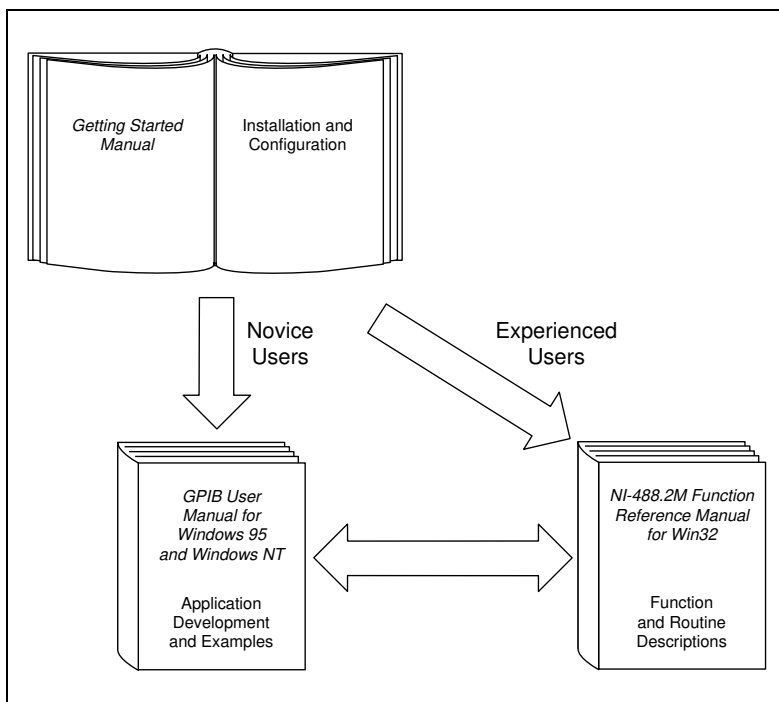 Getting Started
Manual
Installation and
Configuration
Novice
Users
Experienced
Users
GPIB User
Manual for
Windows 95
and Windows NT
Application
Development
and Examples
NI-488.2M Function
Reference Manual
for Win32
Function
and Routine
Descriptions